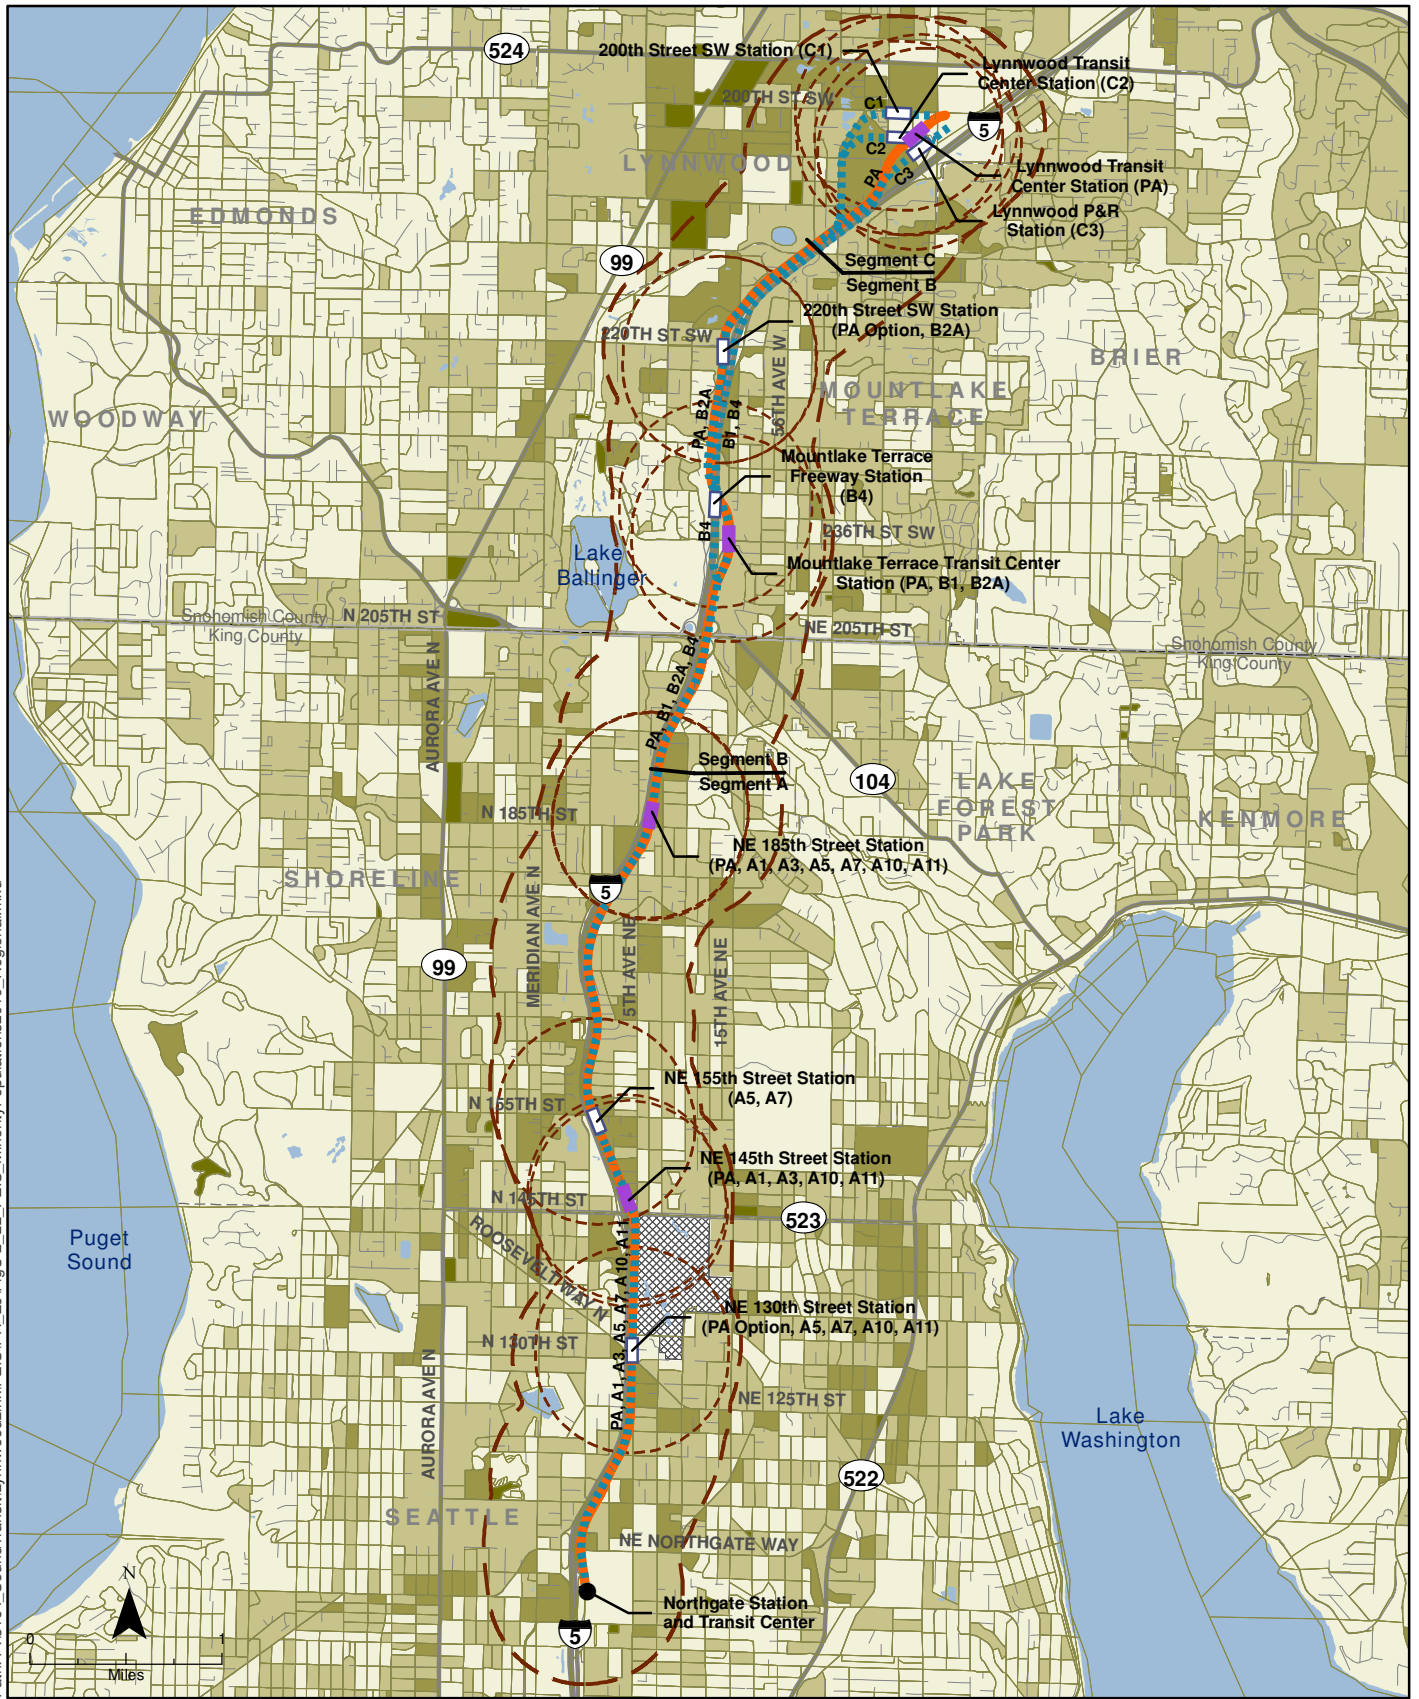 524
200th Street SW Station (C1)
Lynnwood Transit
Center Station (C2)
200TH ST SW
C1
5
C2
LYNNWOOD
PA
C3
Lynnwood Transit
Center Station (PA)
EDMONDS
Lynnwood P&R
Station (C3)
99
Segment C
Segment B
220th Street SW Station
(PA Option, B2A)
220TH ST SW
56TH AVE W
BRIER
MOUNTLAKE
TERRACE
WOODWAY
PA, B2A
B1, B4
Mountlake Terrace
Freeway Station
(B4)
B4
236TH ST SW
Lake
Ballinger
Mountlake Terrace Transit Center
Station (PA, B1, B2A)
Snohomish County
King County
N 205TH ST
NE 205TH ST
Snohomish County
King County
AURORA AVE N
PA, B1, B2A, B4
Segment B
Segment A
104
LAKE
FOREST
PARK
KENMORE
N 185TH ST
NE 185th Street Station
(PA, A1, A3, A5, A7, A10, A11)
SHORELINE
5
MERIDIAN AVE N
5TH AVE NE
15TH AVE NE
99
NE 155th Street Station
(A5, A7)
N 155TH ST
NE 145th Street Station
(PA, A1, A3, A10, A11)
N 145TH ST
523
ROOSEVELT WAY N
Puget
Sound
PA, A1, A3, A5, A7, A10, A11
NE 130th Street Station
(PA Option, A5, A7, A10, A11)
N 130TH ST
AURORA AVE N
NE 125TH ST
Lake
Washington
522
SEATTLE
NE NORTHGATE WAY
N
Northgate Station
and Transit Center
5
0 1
Miles